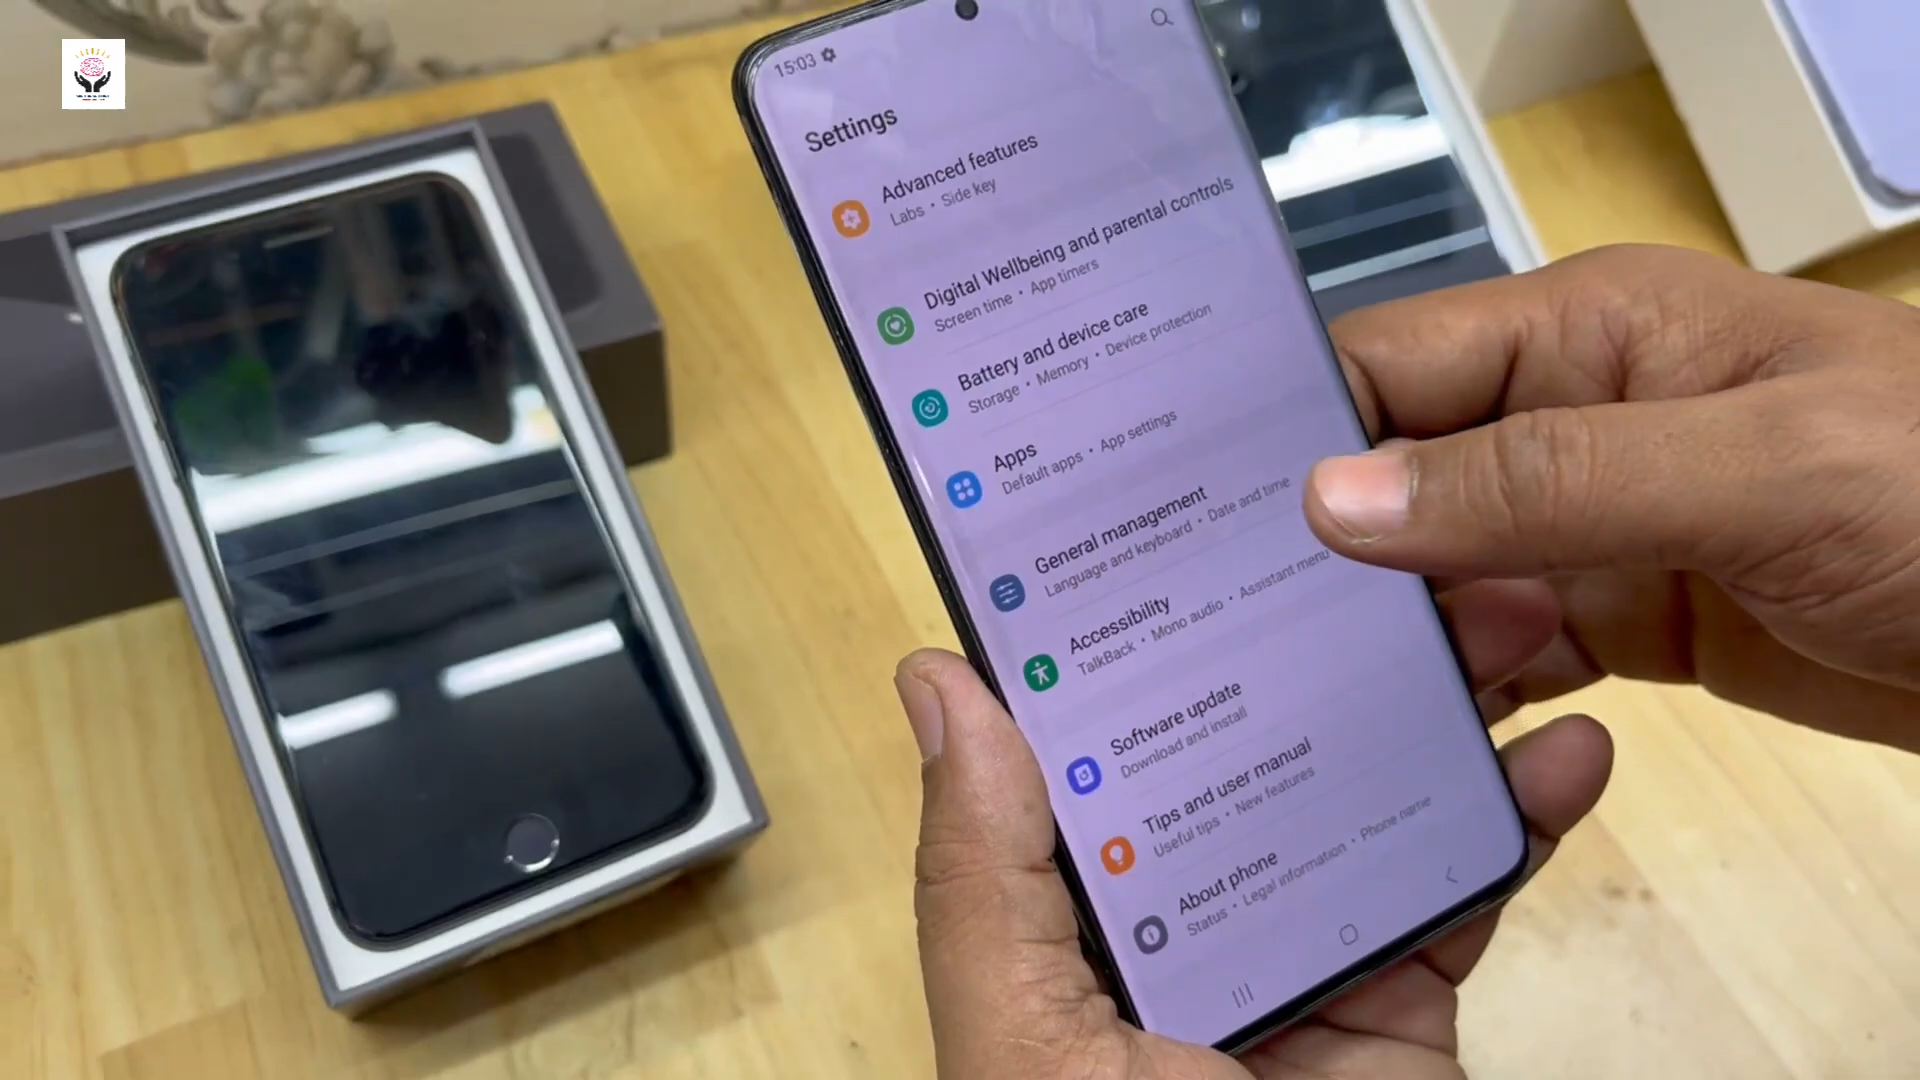 15:03
Settings
Advanced features
Labs • Side key
Digital Wellbeing and parental controls
Screen time • App timers
Battery and device care
Storage • Memory • Device protection
Apps
Default apps • App settings
General management
Language and keyboard • Date and time
Accessibility
TalkBack • Mono audio • Assistant menu
Software update
Download and install
Tips and user manual
Useful tips • New features
About phone
Status • Legal information • Phone name